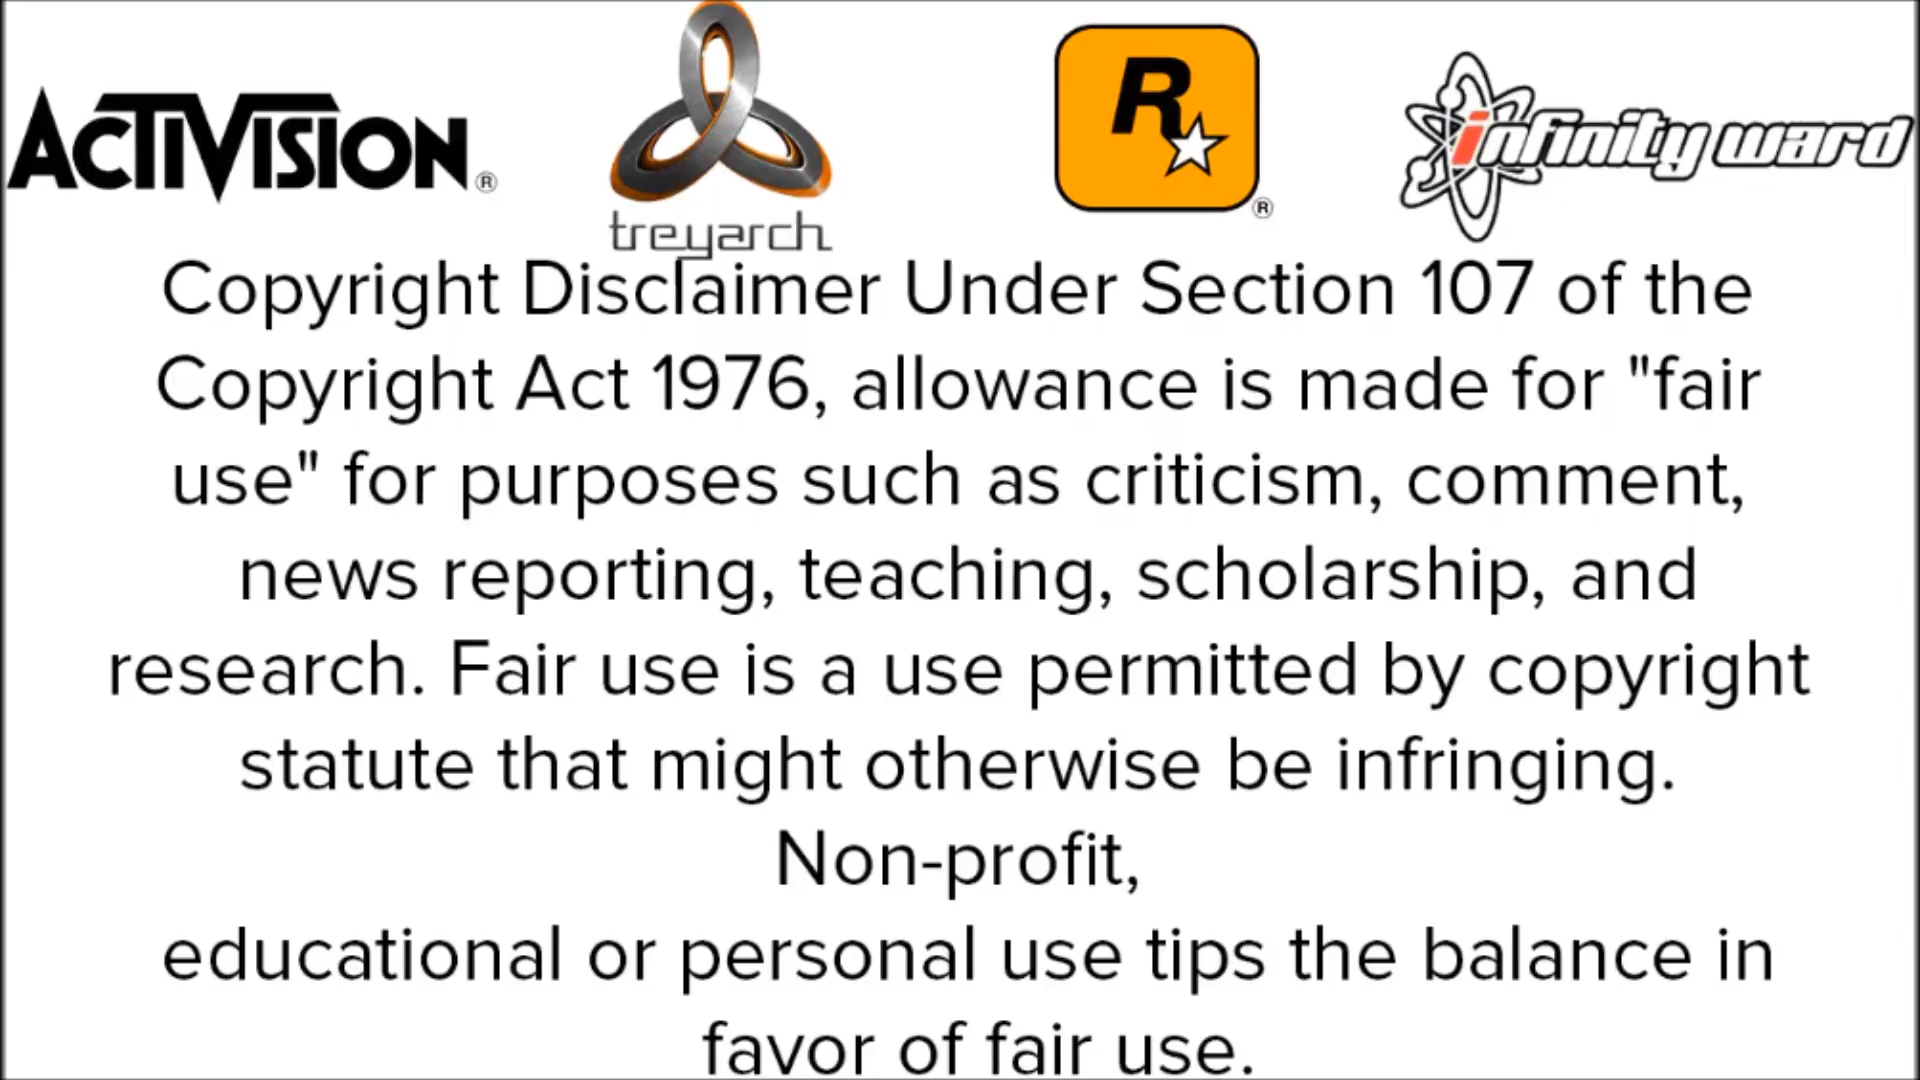 ACTIVISION®
treyarch
R®
infinity ward
Copyright Disclaimer Under Section 107 of the
Copyright Act 1976, allowance is made for "fair
use" for purposes such as criticism, comment,
news reporting, teaching, scholarship, and
research. Fair use is a use permitted by copyright
statute that might otherwise be infringing.
Non-profit,
educational or personal use tips the balance in
favor of fair use.